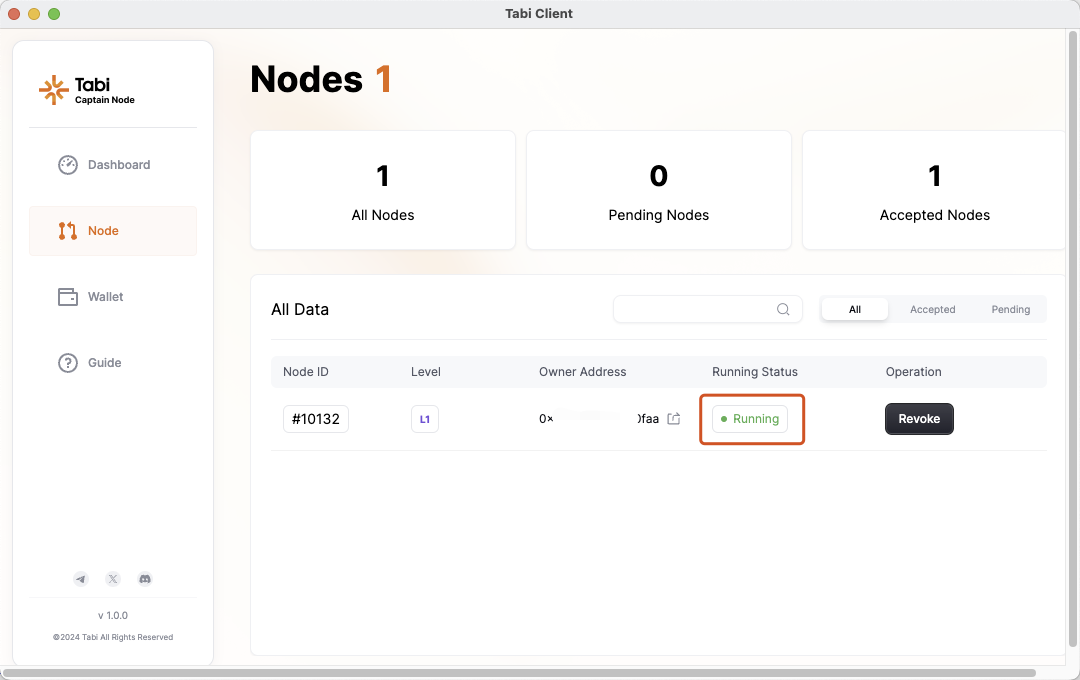 Tabi Client
Tabi
Captain Node
Dashboard
Node
Wallet
Guide
v 1.0.0
©2024 Tabi All Rights Reserved
Nodes 1
1
All Nodes
0
Pending Nodes
1
Accepted Nodes
All Data
All Accepted Pending
Node ID Level Owner Address Running Status Operation
#10132 L1 0x faa Running Revoke